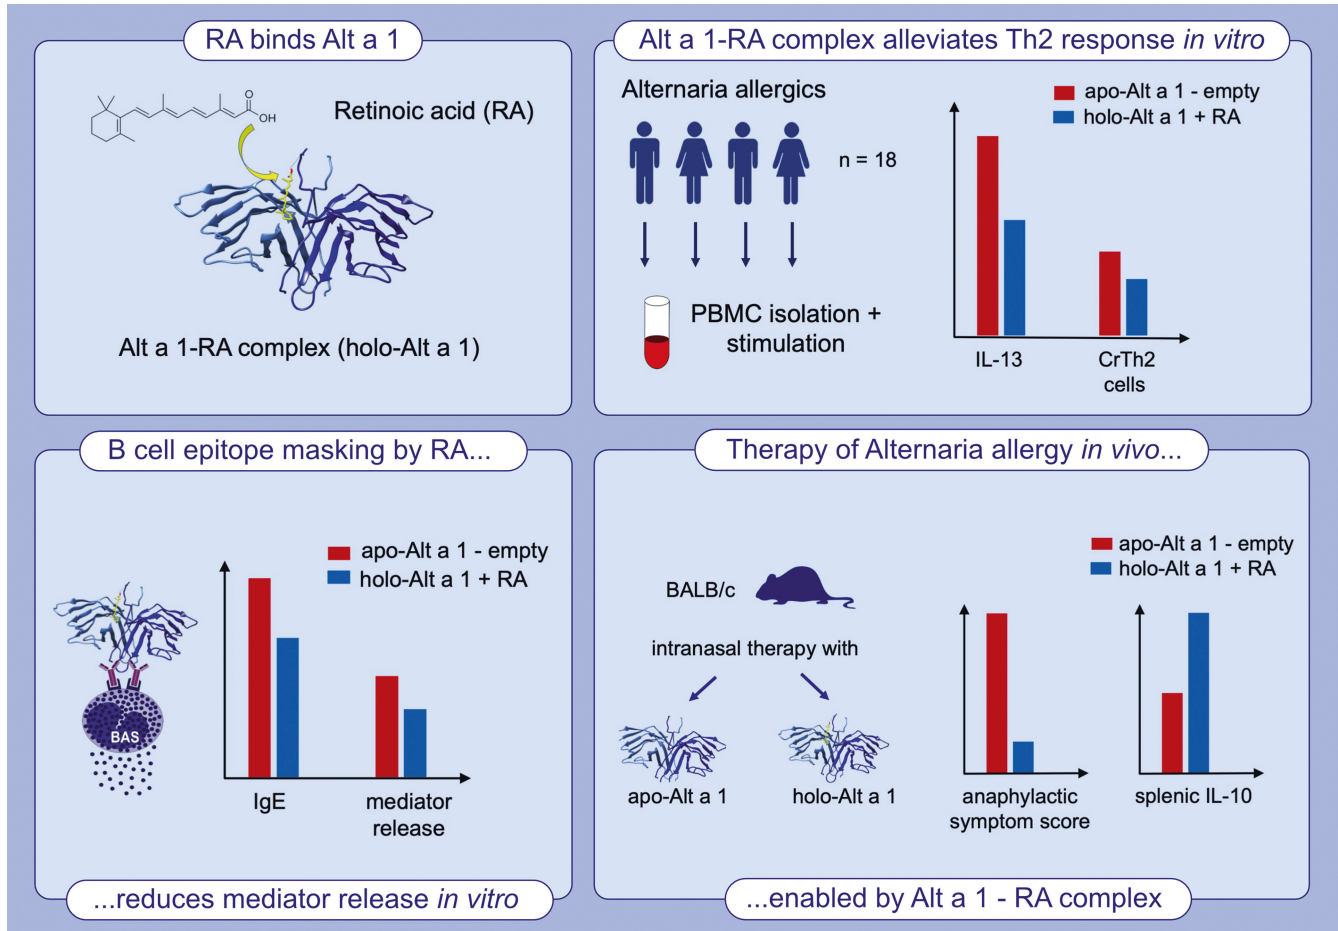 RA binds Alt a 1
O
OH
Retinoic acid (RA)
Alt a 1-RA complex (holo-Alt a 1)
Alt a 1-RA complex alleviates Th2 response in vitro
Alternaria allergics
n = 18
PBMC isolation +
stimulation
apo-Alt a 1 - empty
holo-Alt a 1 + RA
IL-13
CrTh2
cells
B cell epitope masking by RA...
BAS
apo-Alt a 1 - empty
holo-Alt a 1 + RA
IgE
mediator
release
...reduces mediator release in vitro
Therapy of Alternaria allergy in vivo...
BALB/c
intranasal therapy with
apo-Alt a 1
holo-Alt a 1
apo-Alt a 1 - empty
holo-Alt a 1 + RA
anaphylactic
symptom score
splenic IL-10
...enabled by Alt a 1 - RA complex